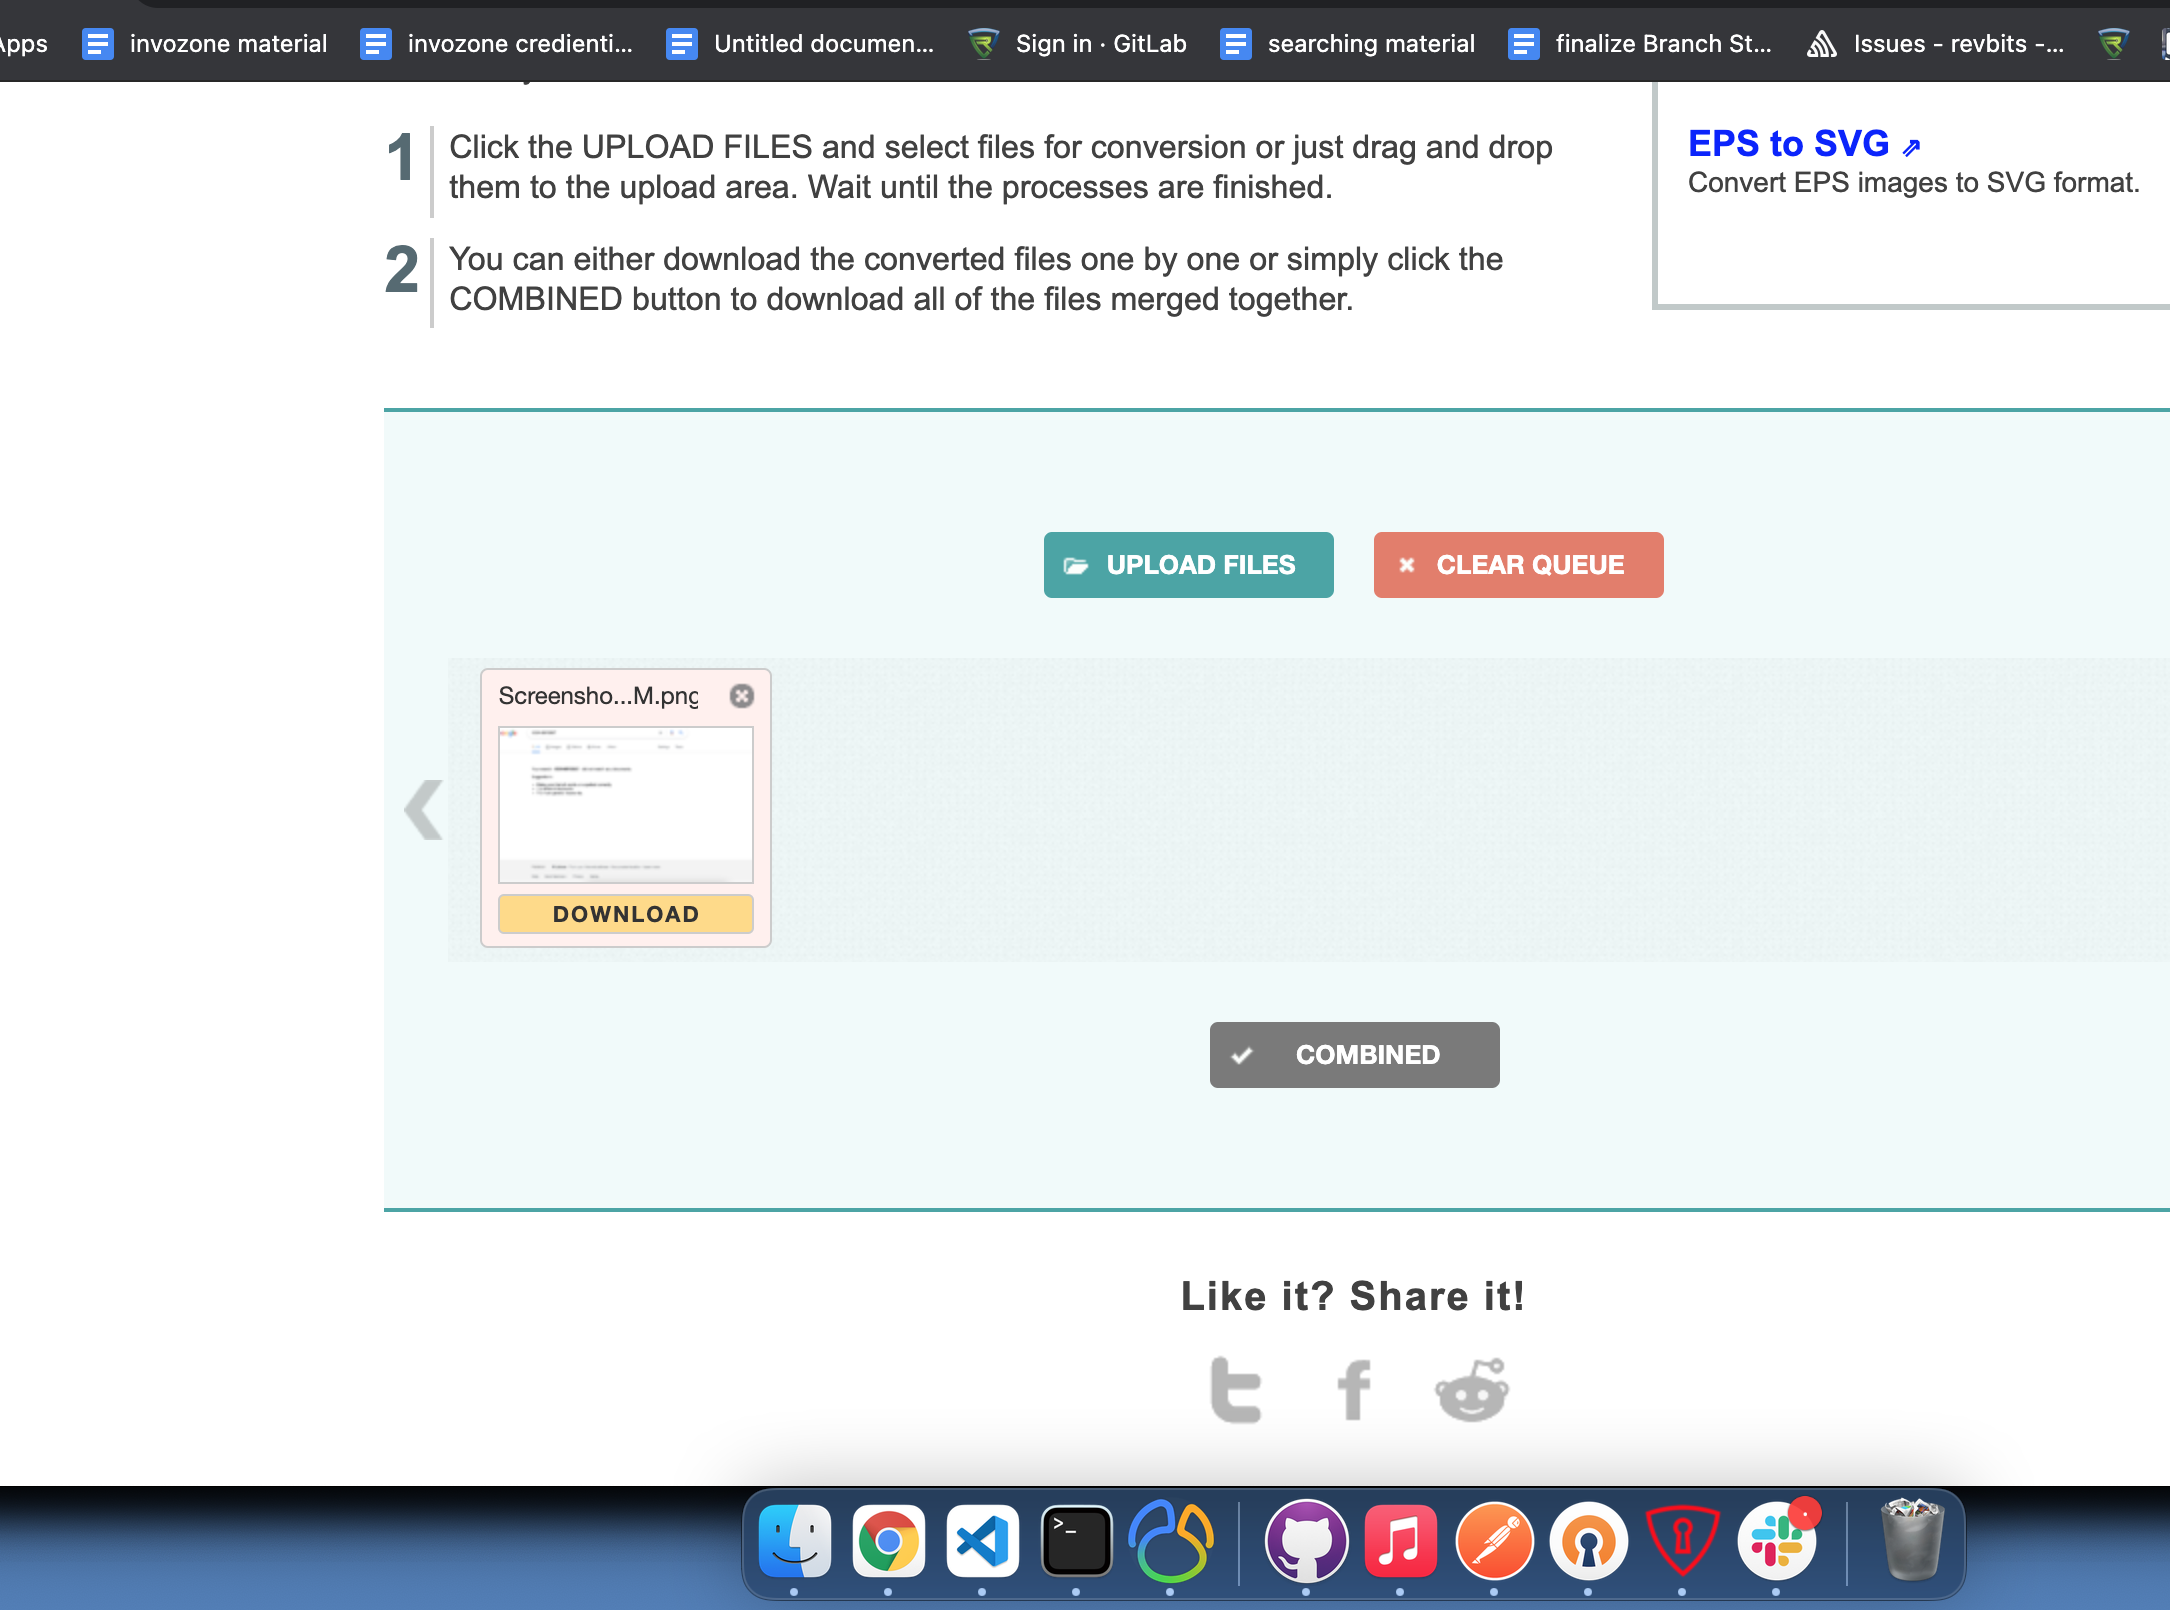 Apps invozone material invozone credienti... Untitled documen... Sign in · GitLab searching material finalize Branch St... Issues - revbits -...
1 Click the UPLOAD FILES and select files for conversion or just drag and drop
them to the upload area. Wait until the processes are finished.
2 You can either download the converted files one by one or simply click the
COMBINED button to download all of the files merged together.
EPS to SVG
Convert EPS images to SVG format.
UPLOAD FILES
CLEAR QUEUE
Screensho...M.png
DOWNLOAD
COMBINED
Like it? Share it!